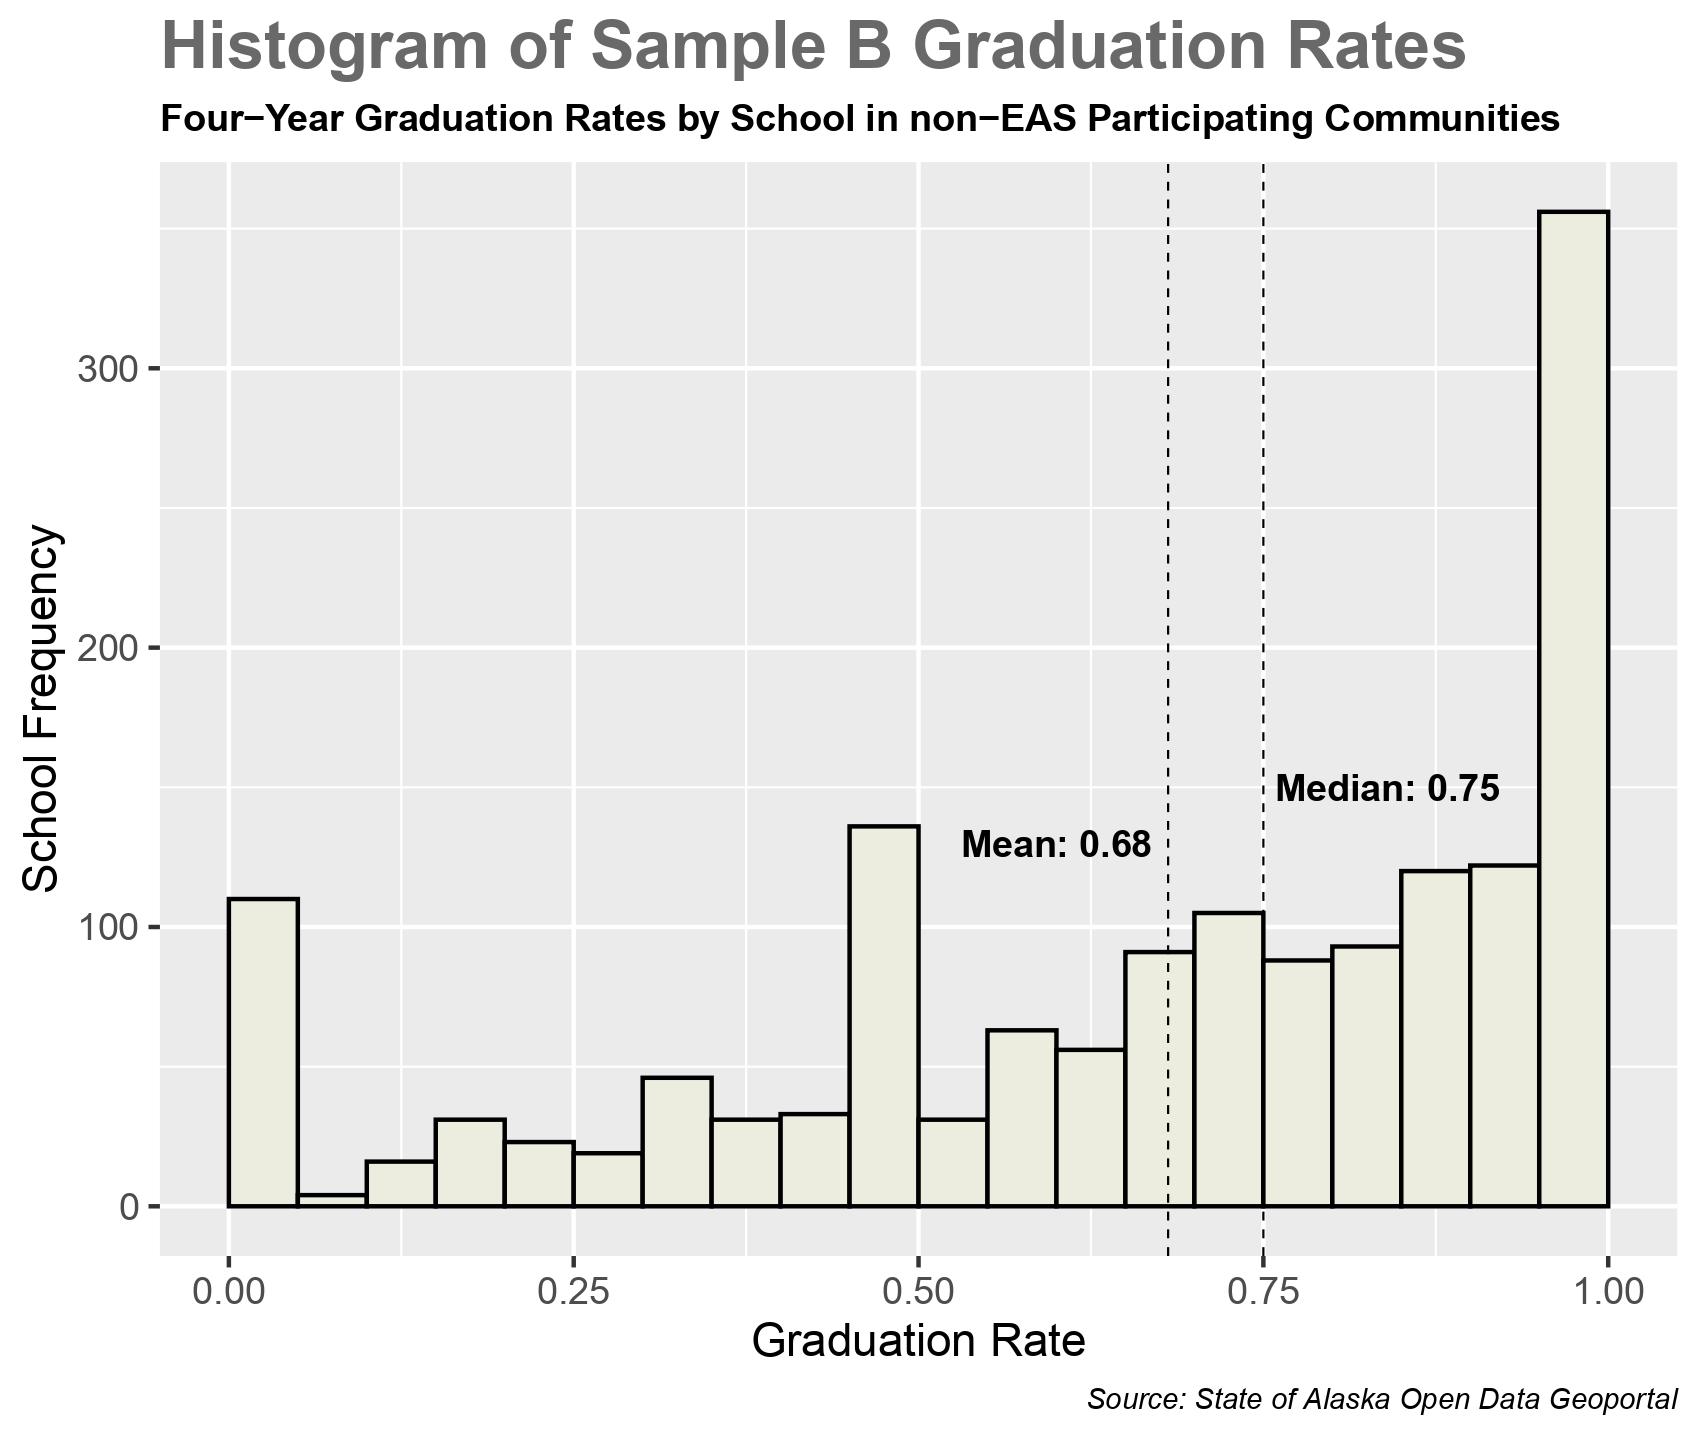 Histogram of Sample B Graduation Rates
Four−Year Graduation Rates by School in non−EAS Participating Communities
School Frequency
300
200
100
0
Median: 0.75
Mean: 0.68
0.00 0.25 0.50 0.75 1.00
Graduation Rate
Source: State of Alaska Open Data Geoportal